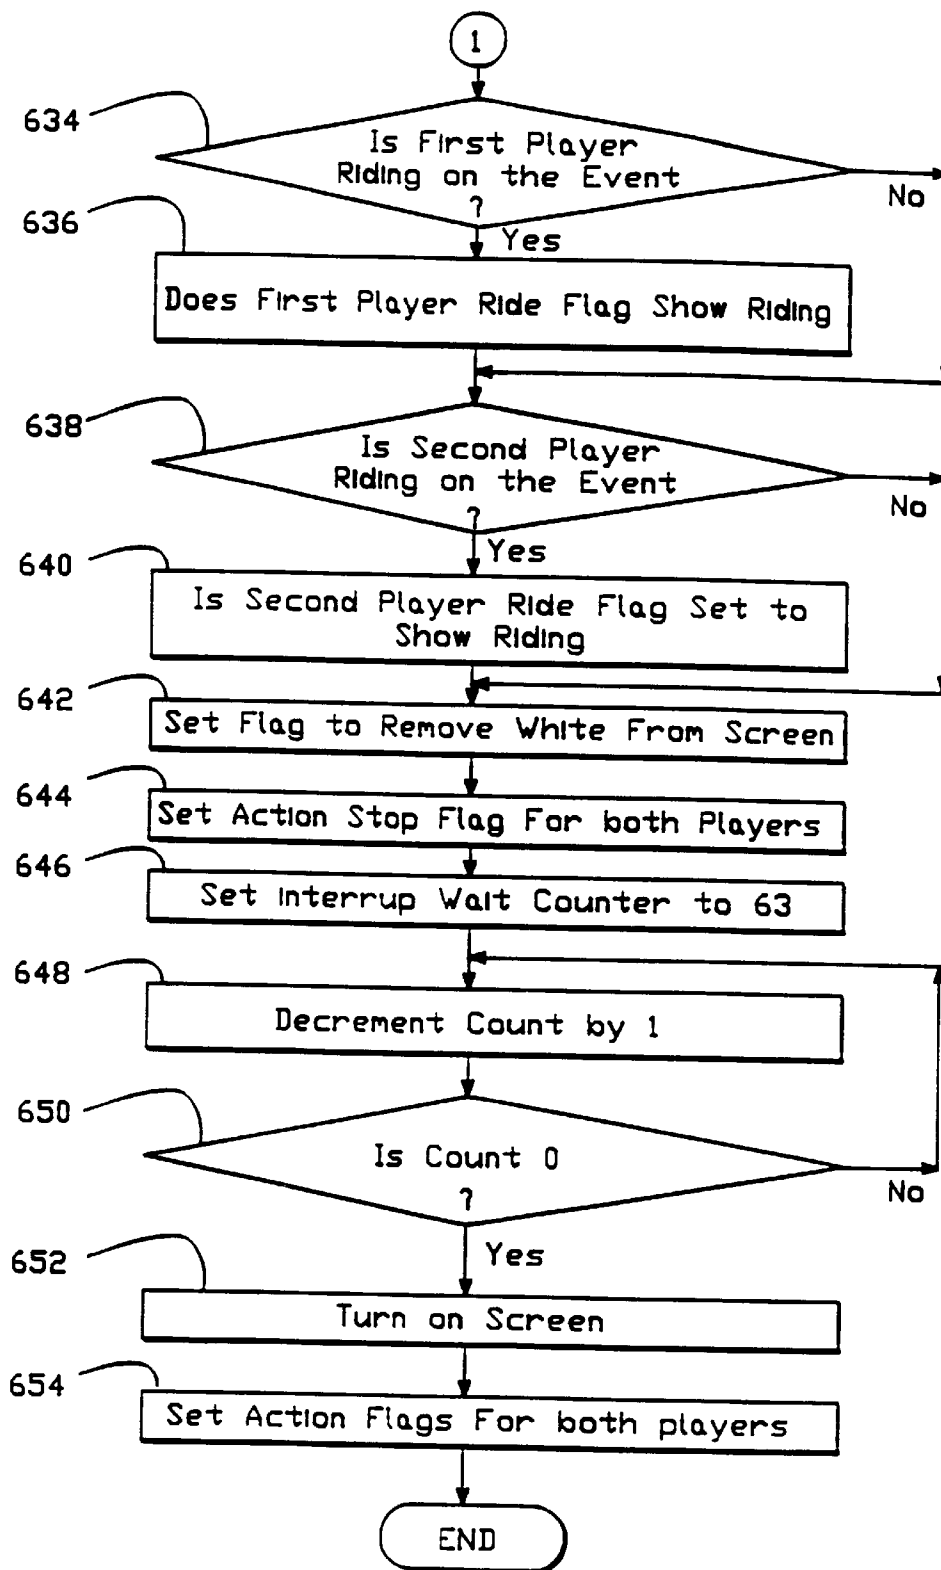 1
634
Is First Player
Riding on the Event
?
No
Yes
636
Does First Player Ride Flag Show Riding
638
Is Second Player
Riding on the Event
?
No
Yes
640
Is Second Player Ride Flag Set to
Show Riding
642
Set Flag to Remove White From Screen
644
Set Action Stop Flag For both Players
646
Set Interrup Wait Counter to 63
648
Decrement Count by 1
650
Is Count 0
?
No
Yes
652
Turn on Screen
654
Set Action Flags For both players
END